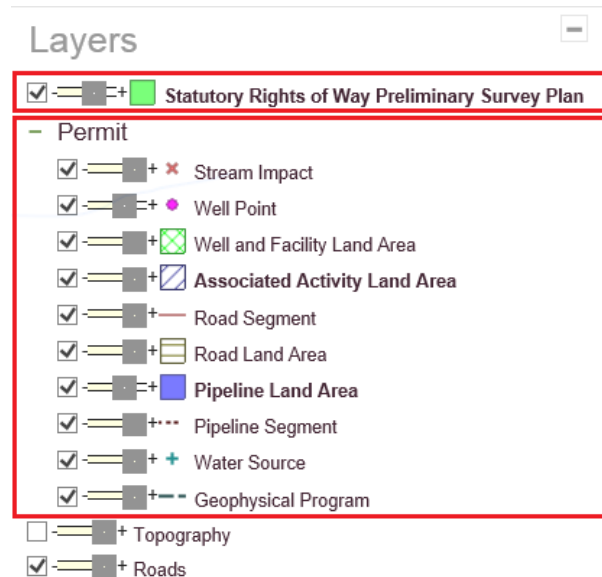 Layers
Statutory Rights of Way Preliminary Survey Plan
Permit
Stream Impact
Well Point
Well and Facility Land Area
Associated Activity Land Area
Road Segment
Road Land Area
Pipeline Land Area
Pipeline Segment
Water Source
Geophysical Program
Topography
Roads